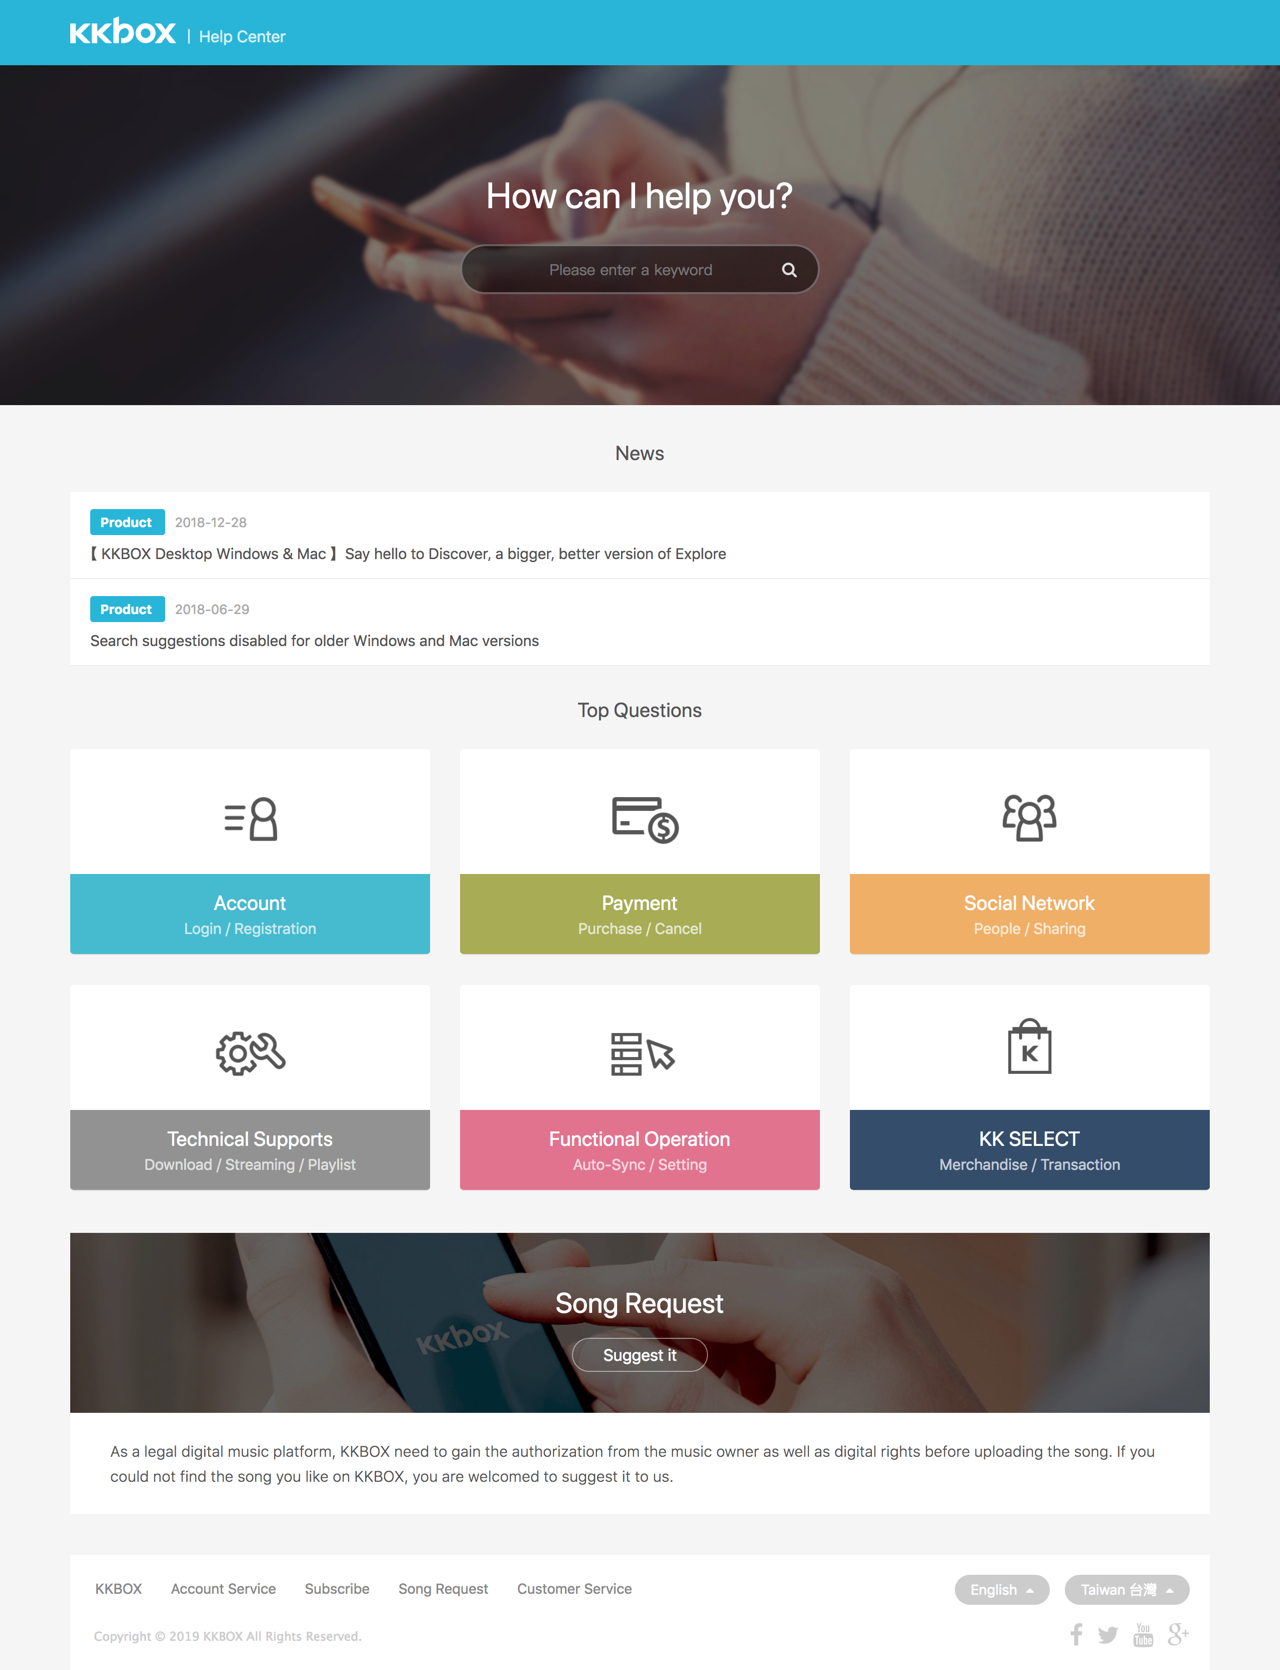 KKBOX | Help Center
How can I help you?
Please enter a keyword
News
Product 2018-12-28
【 KKBOX Desktop Windows & Mac 】Say hello to Discover, a bigger, better version of Explore
Product 2018-06-29
Search suggestions disabled for older Windows and Mac versions
Top Questions
Account
Login / Registration
Payment
Purchase / Cancel
Social Network
People / Sharing
Technical Supports
Download / Streaming / Playlist
Functional Operation
Auto-Sync / Setting
K
KK SELECT
Merchandise / Transaction
Song Request
kkbox
Suggest it
As a legal digital music platform, KKBOX need to gain the authorization from the music owner as well as digital rights before uploading the song. If you
could not find the song you like on KKBOX, you are welcomed to suggest it to us.
KKBOX Account Service Subscribe Song Request Customer Service English Taiwan 台灣
Copyright © 2019 KKBOX All Rights Reserved. You Tube g+